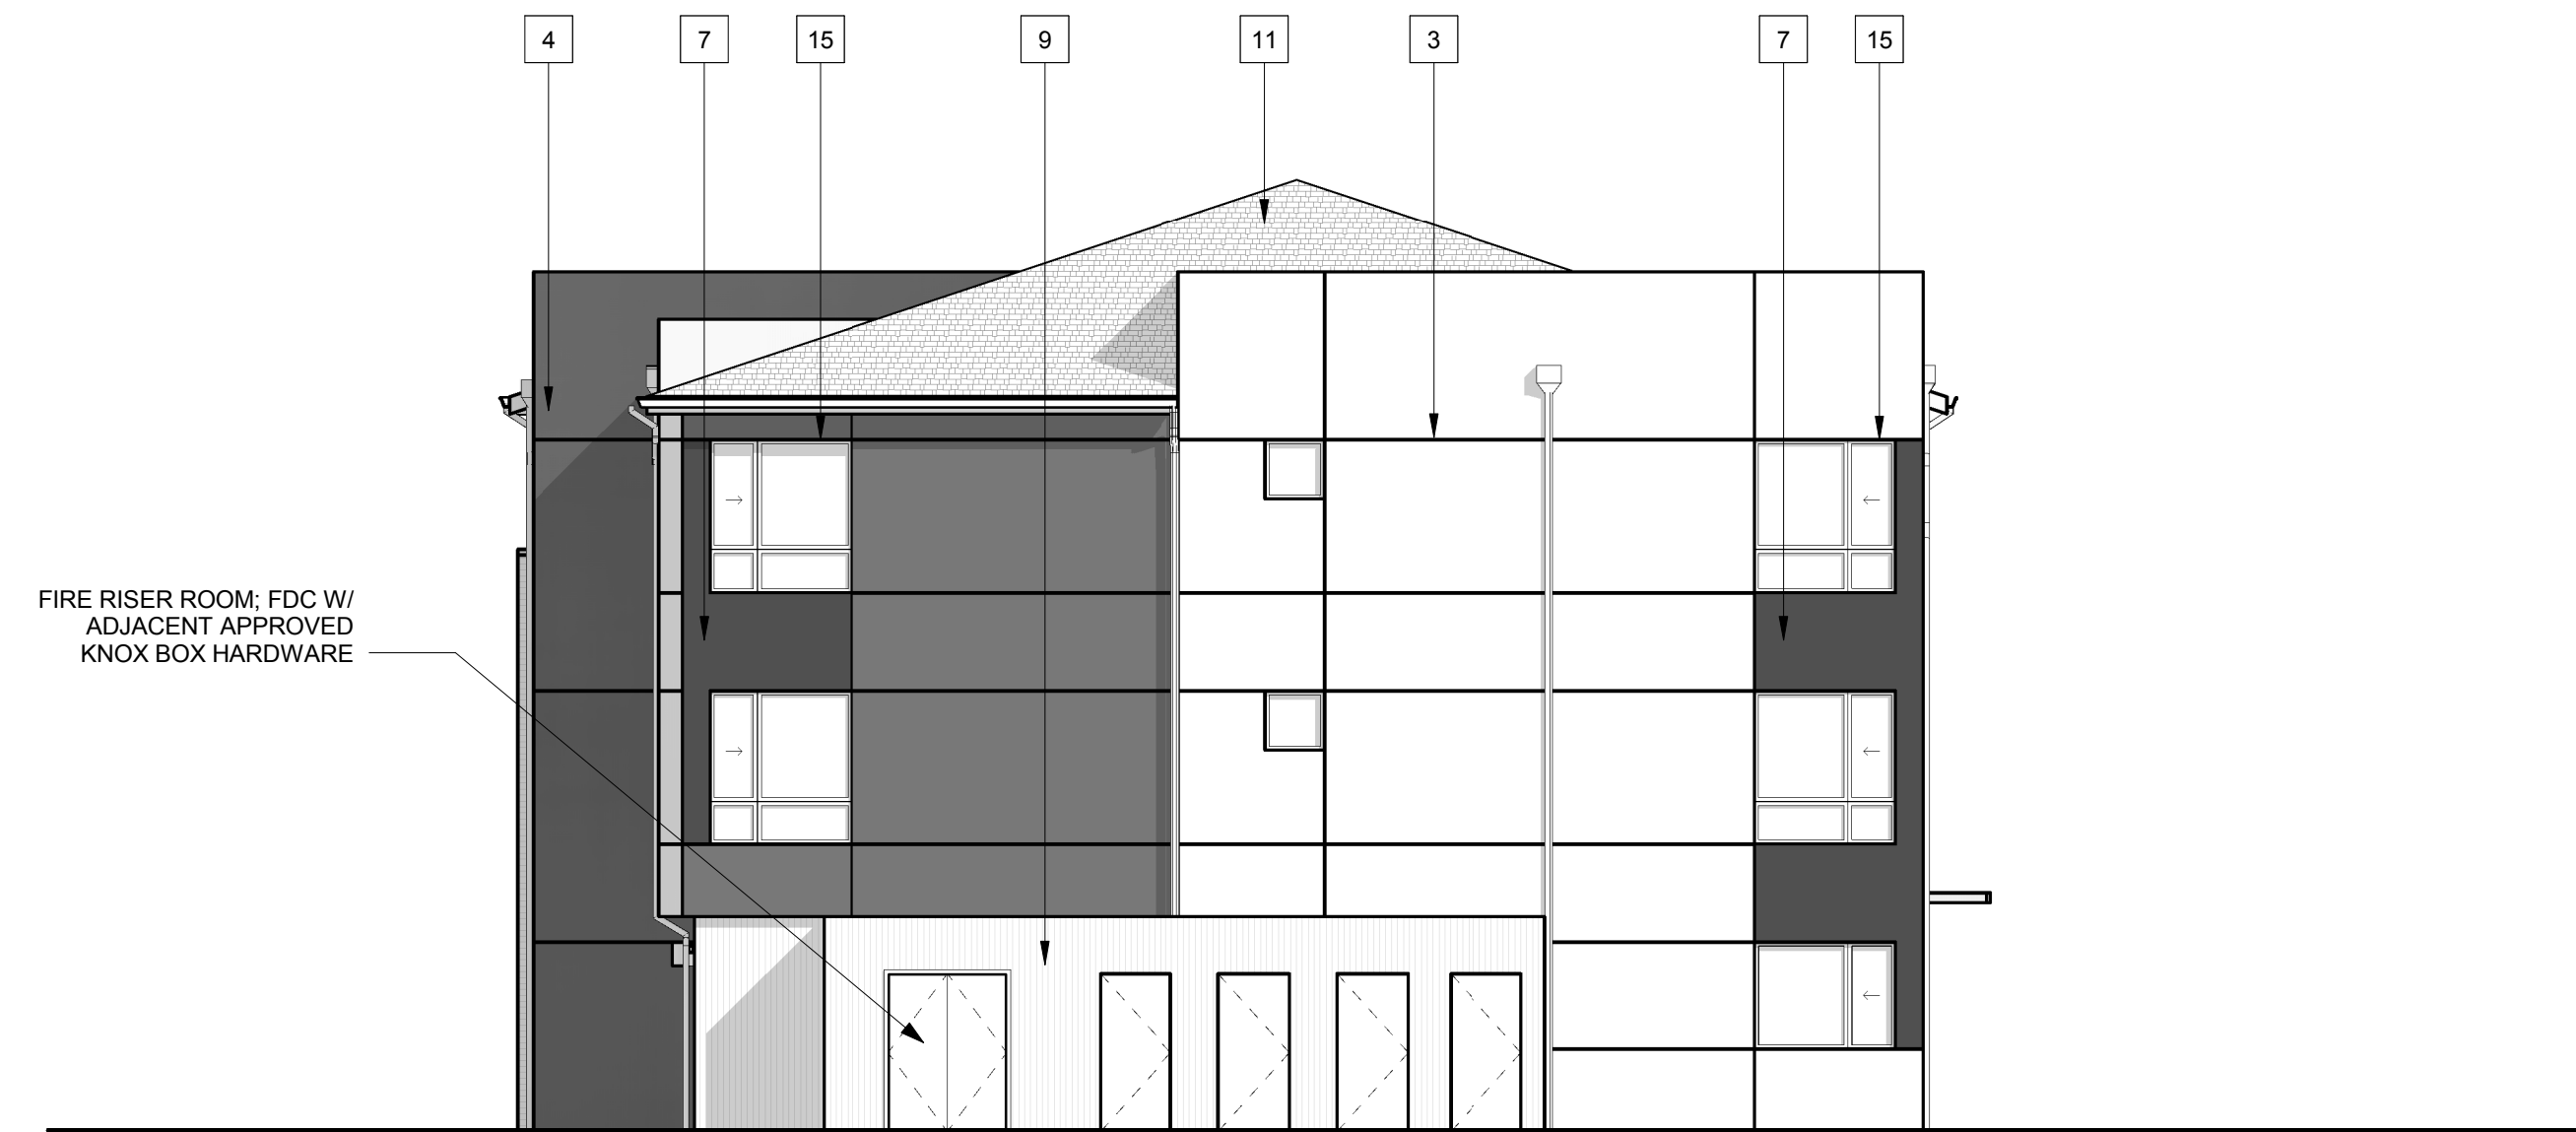 4
7
15
9
11
3
7
15
FIRE RISER ROOM; FDC W/
ADJACENT APPROVED
KNOX BOX HARDWARE